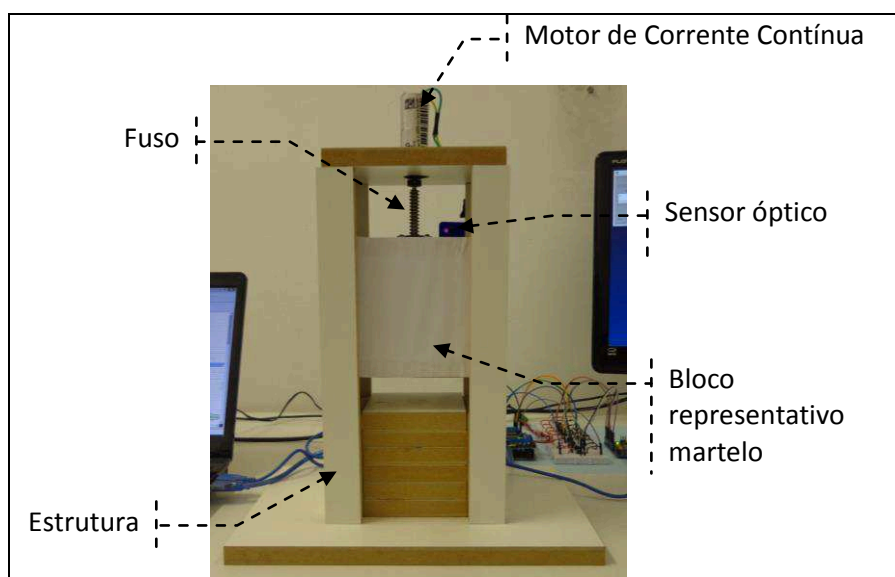 Motor de Corrente Contínua
Fuso
Sensor óptico
Bloco
representativo
martelo
Estrutura